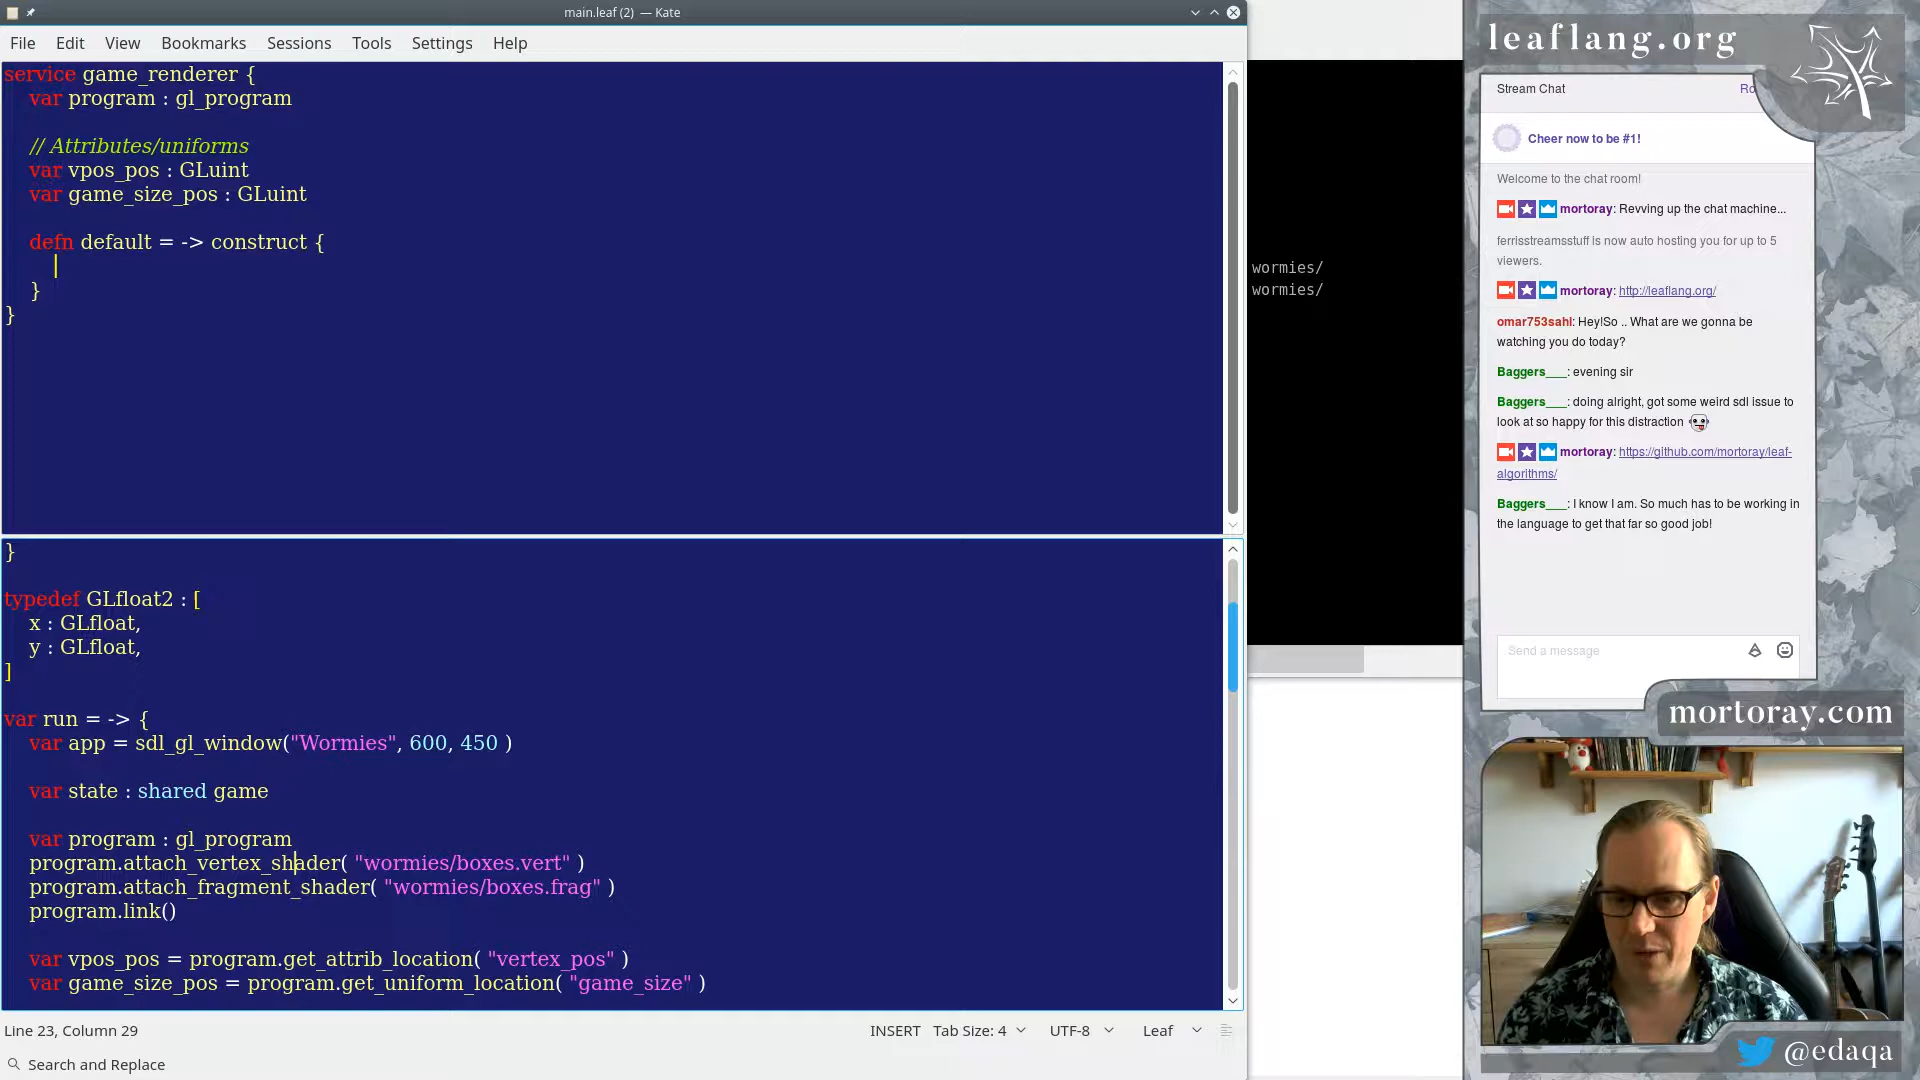 main.leaf (2) — Kate
File Edit View Bookmarks Sessions Tools Settings Help
service game_renderer {
var program : gl_program
// Attributes/uniforms
var vpos_pos : GLuint
var game_size_pos : GLuint
defn default = -> construct {
}
}
}
typedef GLfloat2 : [
x : GLfloat,
y : GLfloat,
]
var run = -> {
var app = sdl_gl_window("Wormies", 600, 450 )
var state : shared game
var program : gl_program
program.attach_vertex_shader( "wormies/boxes.vert" )
program.attach_fragment_shader( "wormies/boxes.frag" )
program.link()
var vpos_pos = program.get_attrib_location( "vertex_pos" )
var game_size_pos = program.get_uniform_location( "game_size" )
Line 23, Column 29
INSERT Tab Size: 4 UTF-8 Leaf
Search and Replace
wormies/
wormies/
leaflang.org
Stream Chat
Cheer now to be #1!
Welcome to the chat room!
mortoray: Revving up the chat machine...
ferrisstreamsstuff is now auto hosting you for up to 5
viewers.
mortoray: http://leaflang.org/
omar753sahl: Hey!So .. What are we gonna be
watching you do today?
Baggers___: evening sir
Baggers___: doing alright, got some weird sdl issue to
look at so happy for this distraction
mortoray: https://github.com/mortoray/leaf-
algorithms/
Baggers___: I know I am. So much has to be working in
the language to get that far so good job!
Send a message
mortoray.com
@edaqa